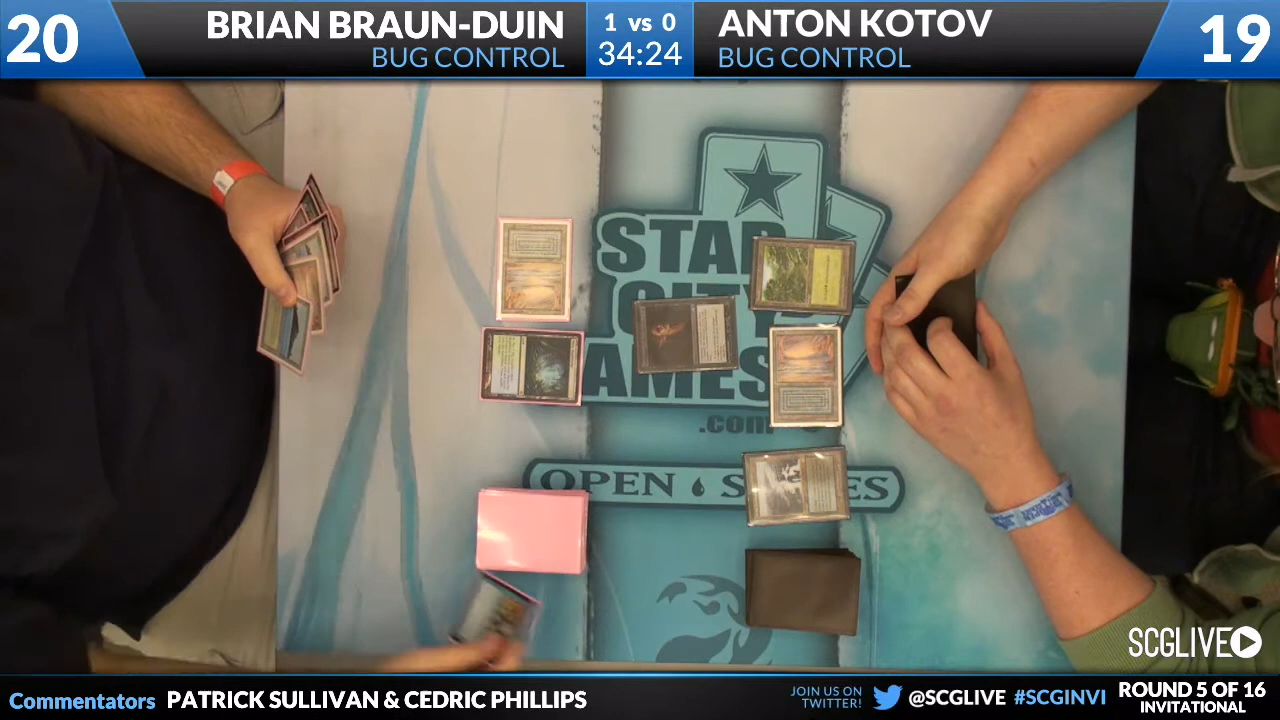 20
BRIAN BRAUN-DUIN
BUG CONTROL
1 vs 0
34:24
ANTON KOTOV
BUG CONTROL
19
STAR
CITY
GAMES
.com
OPEN SERIES
SCGLIVE
Commentators PATRICK SULLIVAN & CEDRIC PHILLIPS
JOIN US ON
TWITTER!
@SCGLIVE #SCGINVI
ROUND 5 OF 16
INVITATIONAL